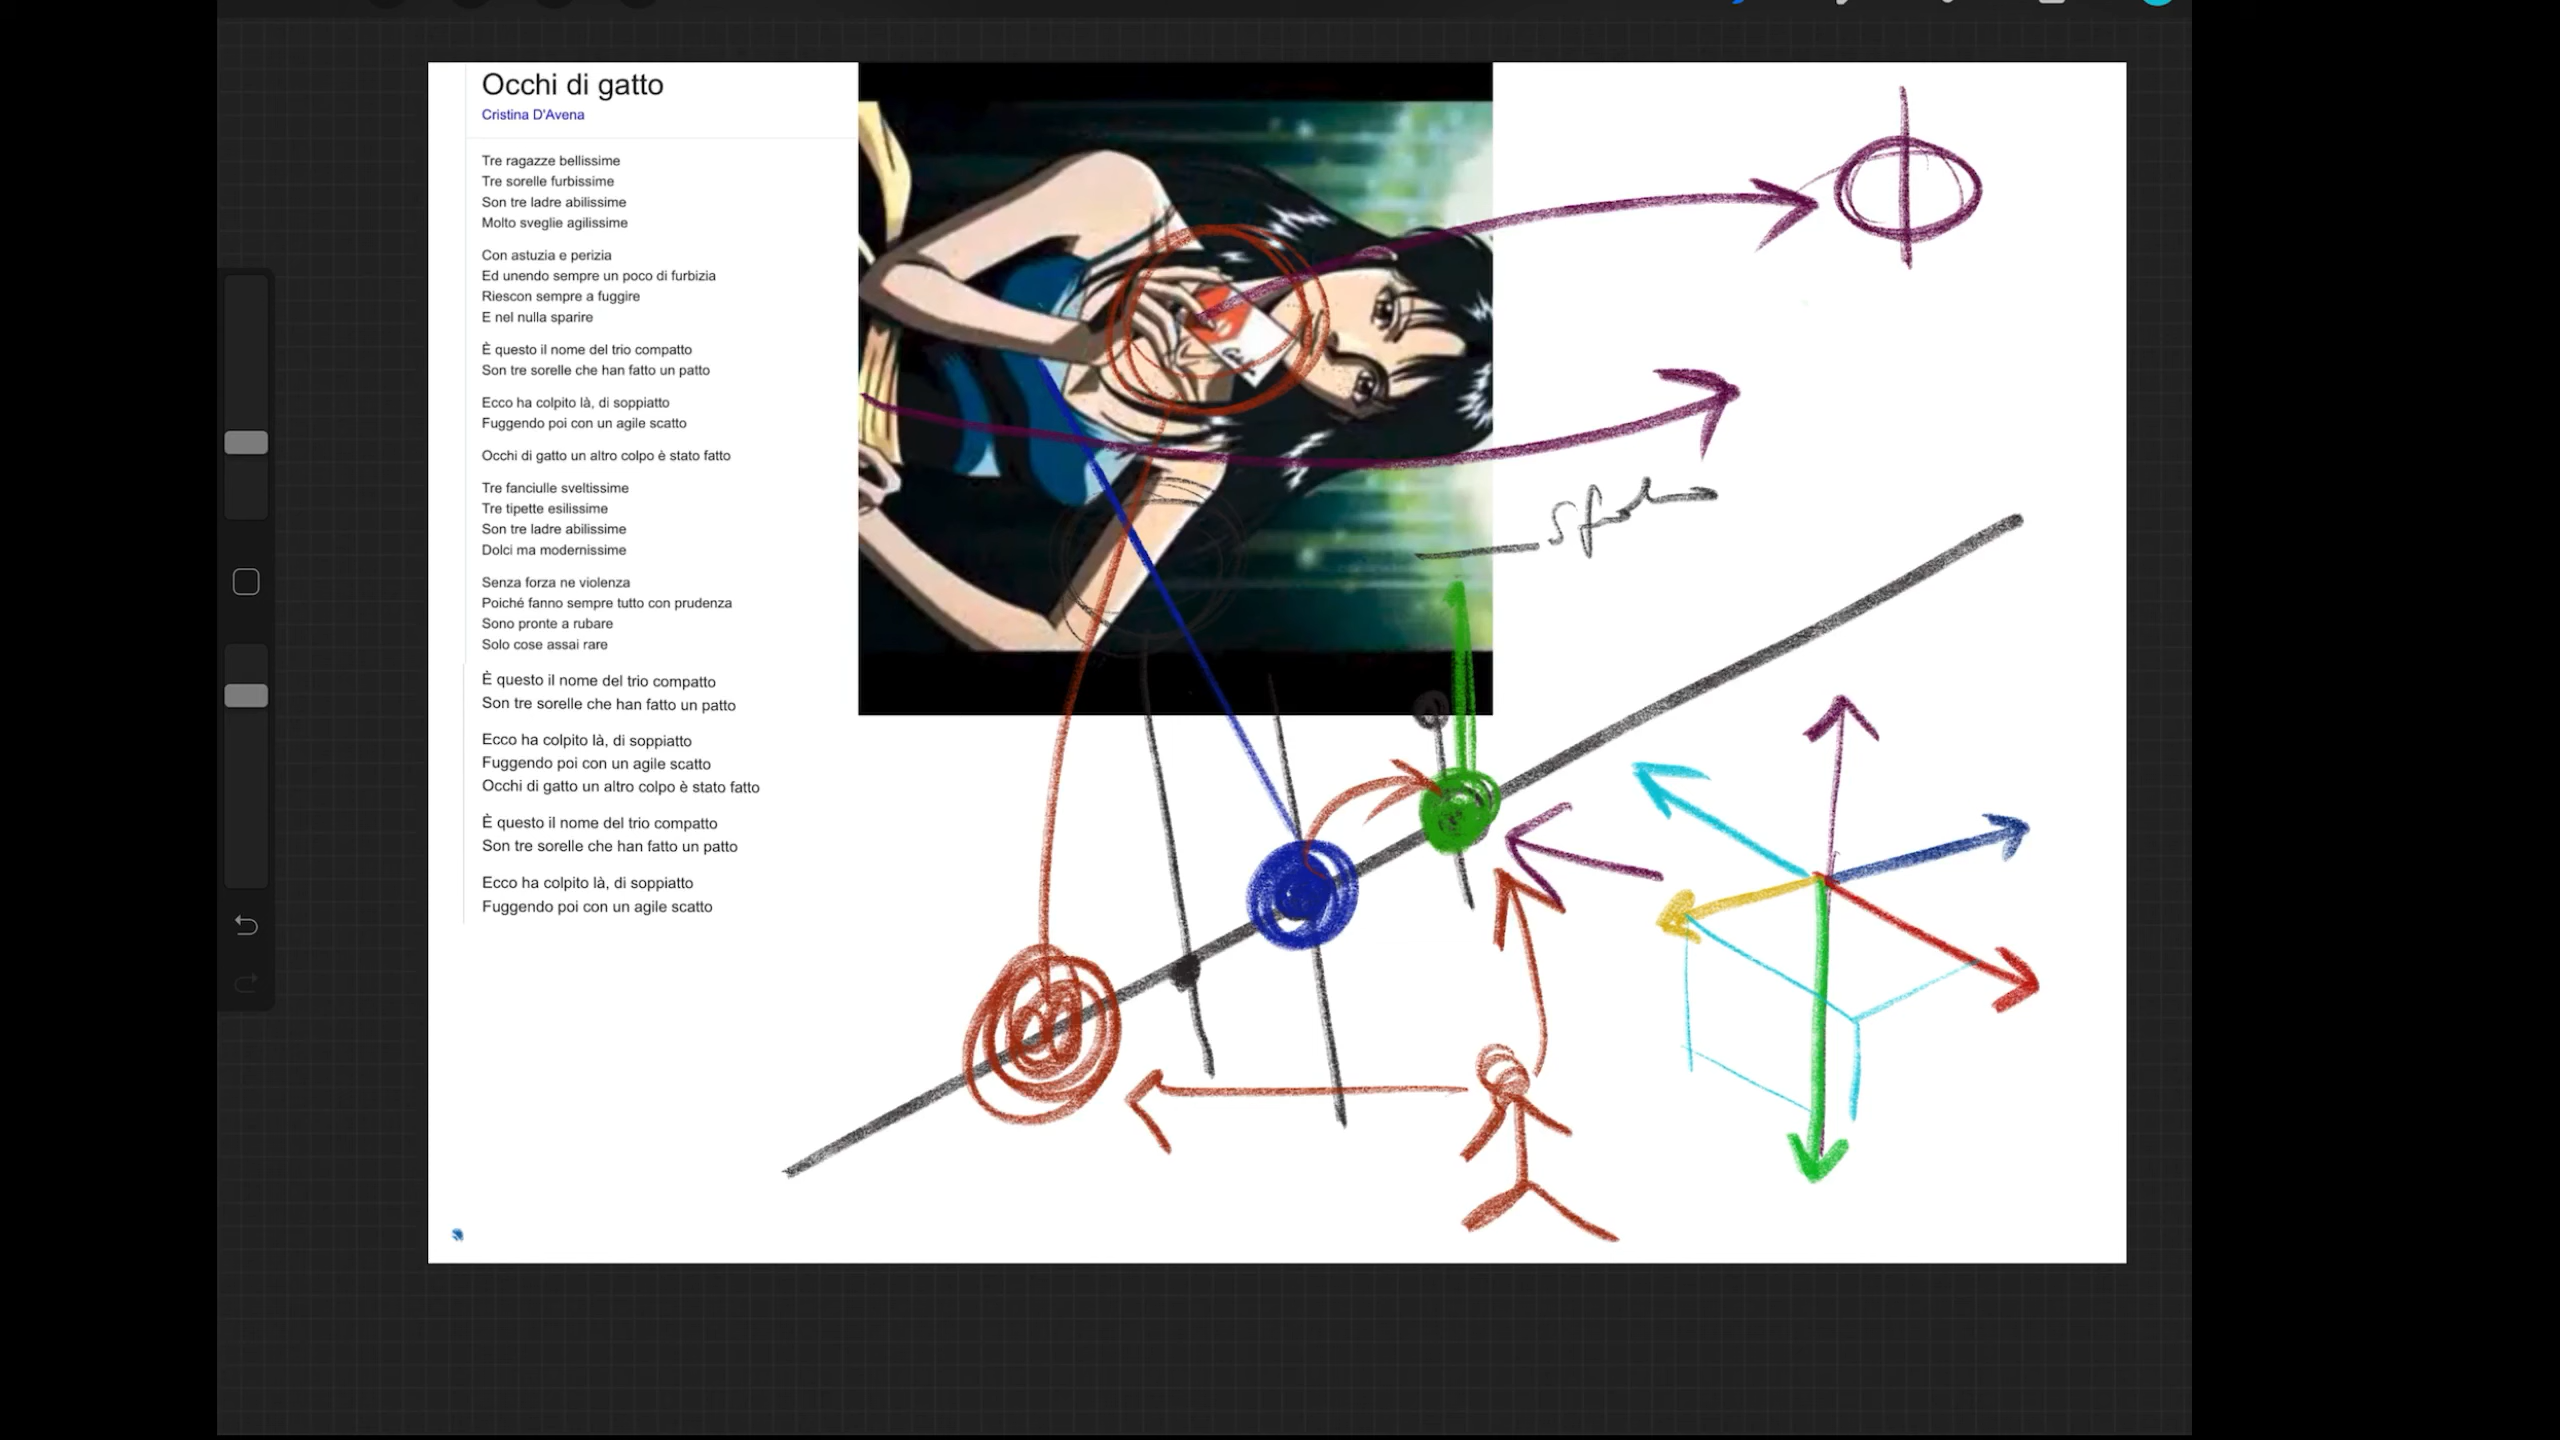 Occhi di gatto
Cristina D'Avena
Tre ragazze bellissime
Tre sorelle furbissime
Son tre ladre abilissime
Molto sveglie agilissime
Con astuzia e perizia
Ed unendo sempre un poco di furbizia
Riescon sempre a fuggire
E nel nulla sparire
È questo il nome del trio compatto
Son tre sorelle che han fatto un patto
Ecco ha colpito là, di soppiatto
Fuggendo poi con un agile scatto
Occhi di gatto un altro colpo è stato fatto
Tre fanciulle sveltissime
Tre tipette esilissime
Son tre ladre abilissime
Dolci ma modernissime
Senza forza ne violenza
Poiché fanno sempre tutto con prudenza
Sono pronte a rubare
Solo cose assai rare
È questo il nome del trio compatto
Son tre sorelle che han fatto un patto
Ecco ha colpito là, di soppiatto
Fuggendo poi con un agile scatto
Occhi di gatto un altro colpo è stato fatto
È questo il nome del trio compatto
Son tre sorelle che han fatto un patto
Ecco ha colpito là, di soppiatto
Fuggendo poi con un agile scatto